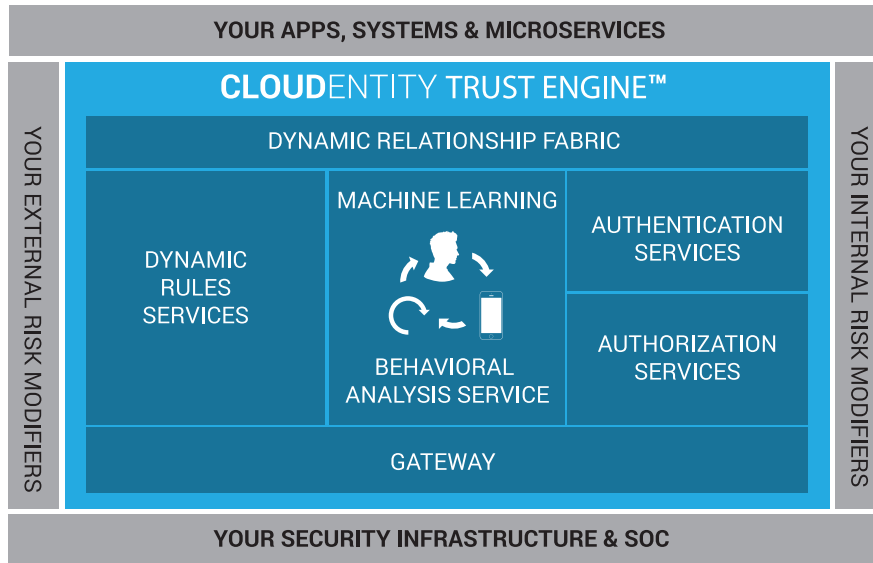 YOUR APPS, SYSTEMS & MICROSERVICES
YOUR EXTERNAL RISK MODIFIERS
CLOUDENTITY TRUST ENGINE™
DYNAMIC RELATIONSHIP FABRIC
DYNAMIC
RULES
SERVICES
MACHINE LEARNING
BEHAVIORAL
ANALYSIS SERVICE
AUTHENTICATION
SERVICES
AUTHORIZATION
SERVICES
GATEWAY
YOUR INTERNAL RISK MODIFIERS
YOUR SECURITY INFRASTRUCTURE & SOC